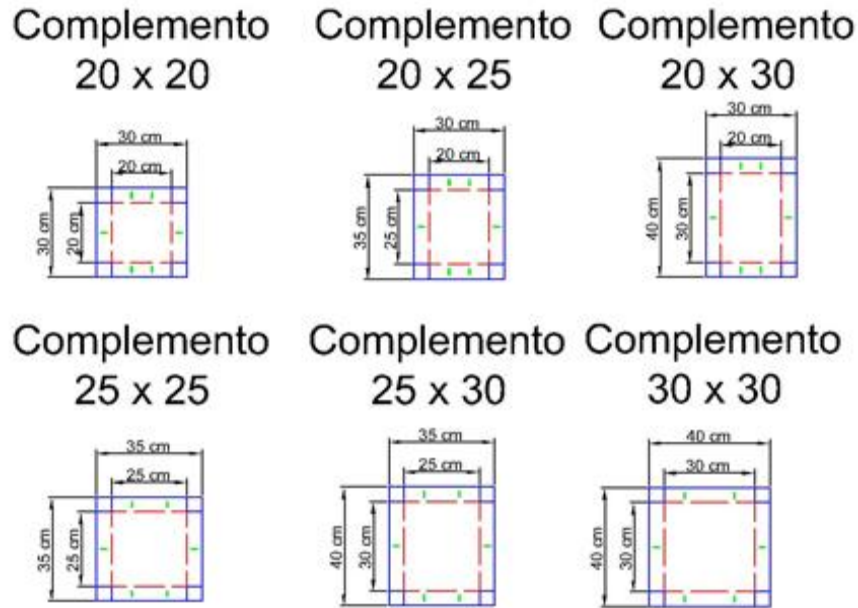 Complemento
20 x 20
30 cm
20 cm
30 cm
20 cm
Complemento
20 x 25
30 cm
20 cm
35 cm
25 cm
Complemento
20 x 30
30 cm
20 cm
40 cm
30 cm
Complemento
25 x 25
35 cm
25 cm
35 cm
25 cm
Complemento
25 x 30
35 cm
25 cm
40 cm
30 cm
Complemento
30 x 30
40 cm
30 cm
40 cm
30 cm